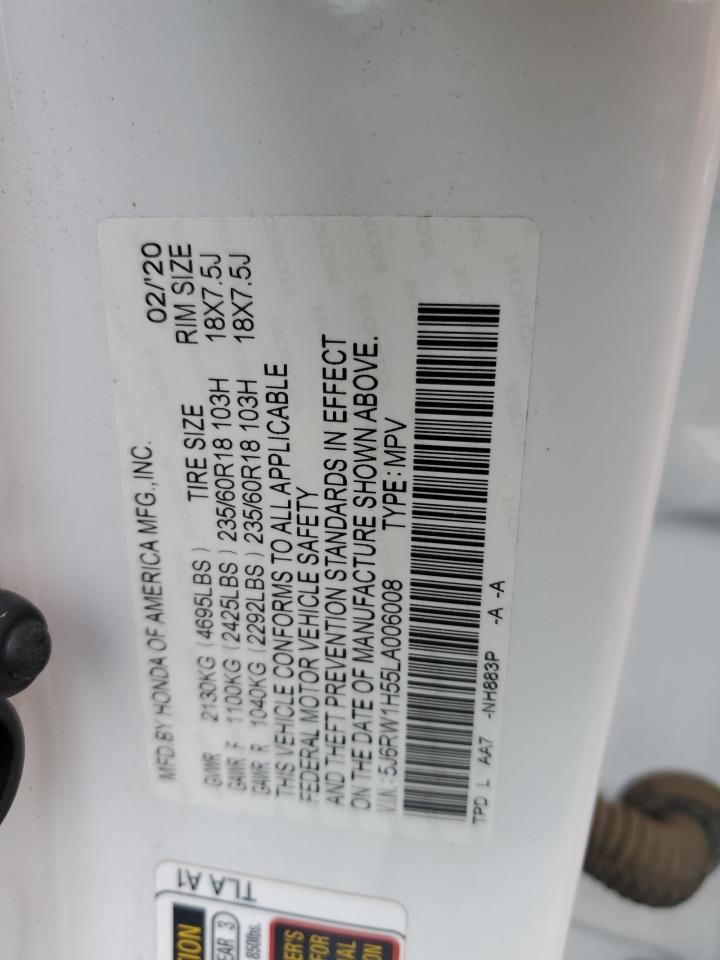 MFD.BY HONDA OF AMERICA MFG.,INC. 02/'20
TIRE SIZE RIM SIZE
GVWR 2130KG (4695LBS)
GAWR F 1100KG (2425LBS) 235/60R18 103H 18X7.5J
GAWR R 1040KG (2292LBS) 235/60R18 103H 18X7.5J
THIS VEHICLE CONFORMS TO ALL APPLICABLE
FEDERAL MOTOR VEHICLE SAFETY
AND THEFT PREVENTION STANDARDS IN EFFECT
ON THE DATE OF MANUFACTURE SHOWN ABOVE.
V.I.N.: 5J6RW1H55LA006008 TYPE: MPV
TPD L AA7 -NH883P -A -A
TLA A1